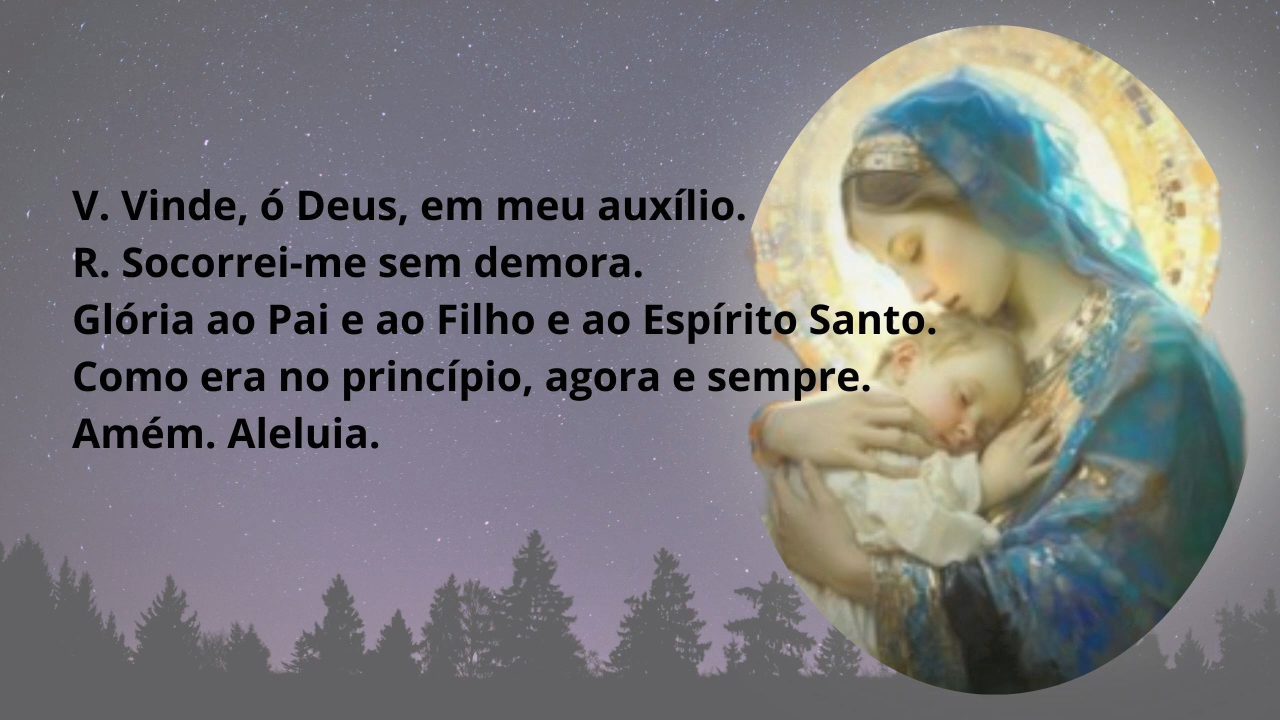 V. Vinde, ó Deus, em meu auxílio.
R. Socorrei-me sem demora.
Glória ao Pai e ao Filho e ao Espírito Santo.
Como era no princípio, agora e sempre.
Amém. Aleluia.